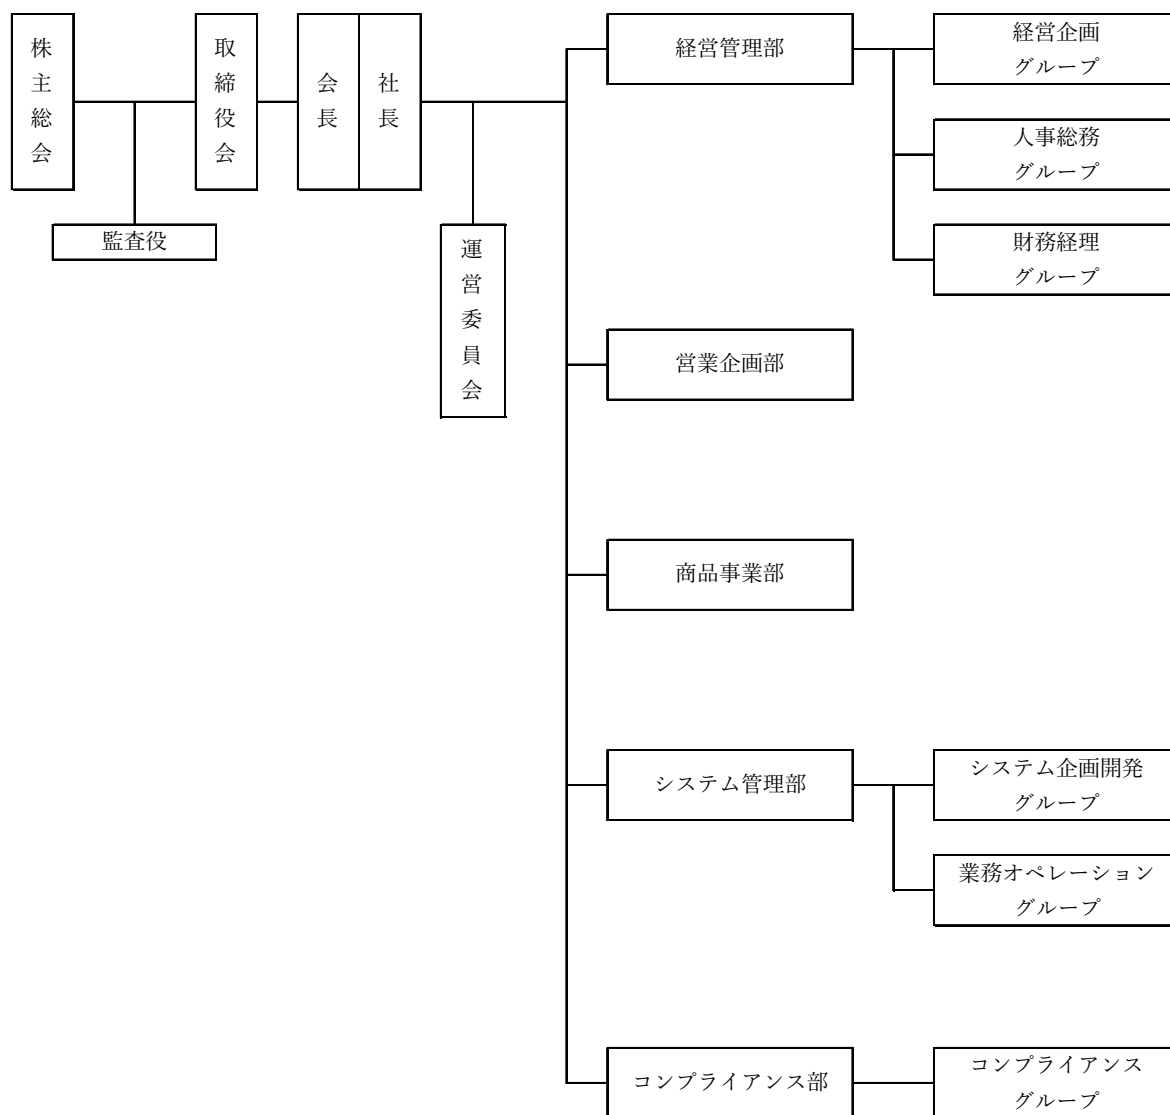 株主総会
取締役会
会長
社長
監査役
運営委員会
経営管理部
経営企画
グループ
人事総務
グループ
財務経理
グループ
営業企画部
商品事業部
システム管理部
システム企画開発
グループ
業務オペレーション
グループ
コンプライアンス部
コンプライアンス
グループ